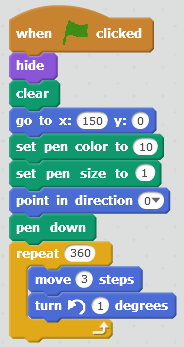 when clicked
hide
clear
go to x: 150 y: 0
set pen color to 10
set pen size to 1
point in direction 0
pen down
repeat 360
move 3 steps
turn 1 degrees